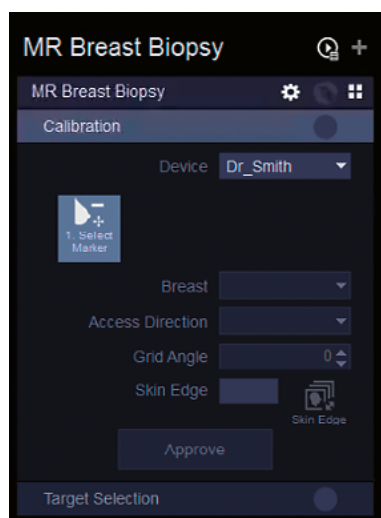 MR Breast Biopsy
MR Breast Biopsy
Calibration
Device Dr_Smith
1. Select
Marker
Breast
Access Direction
Grid Angle 0
Skin Edge
Skin Edge
Approve
Target Selection